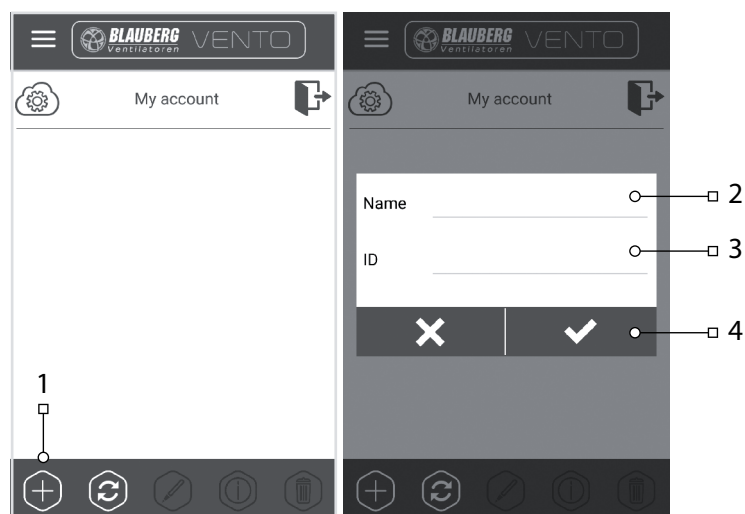 BLAUBERG VENTO
Ventilatoren
My account
1
BLAUBERG VENTO
Ventilatoren
My account
Name
2
ID
3
4